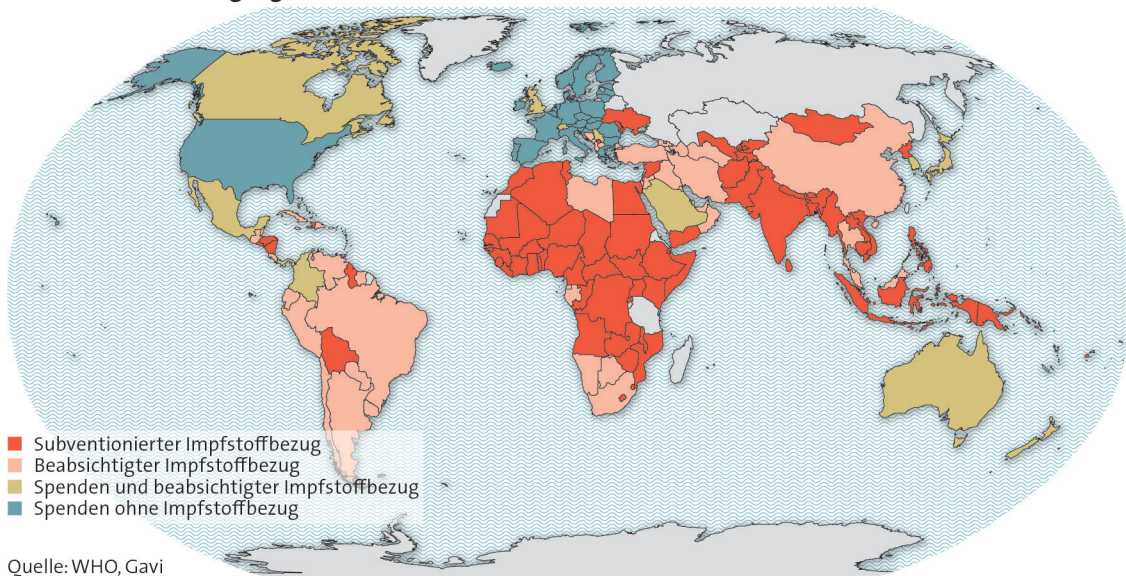 Subventionierter Impfstoffbezug
Beabsichtigter Impfstoffbezug
Spenden und beabsichtigter Impfstoffbezug
Spenden ohne Impfstoffbezug
Quelle: WHO, Gavi